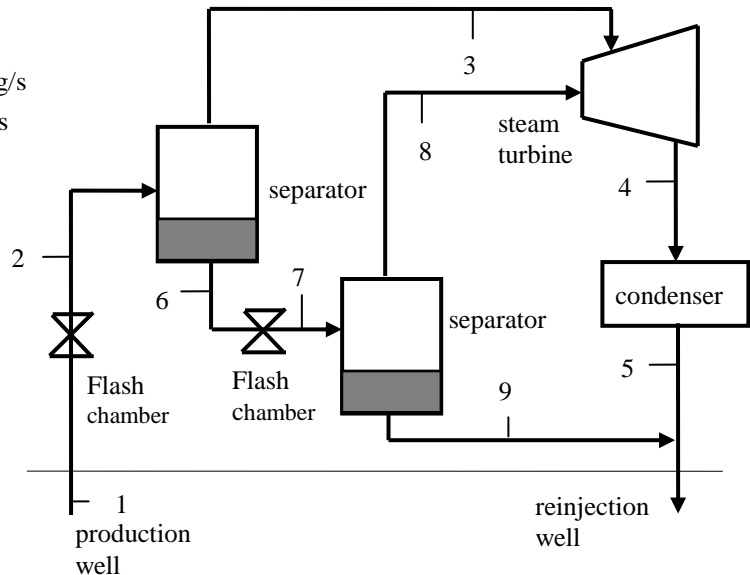 3
g/s
s
steam
turbine
8
separator
4
2
7
6
condenser
separator
5
Flash
chamber
Flash
chamber
9
1
production
well
reinjection
well